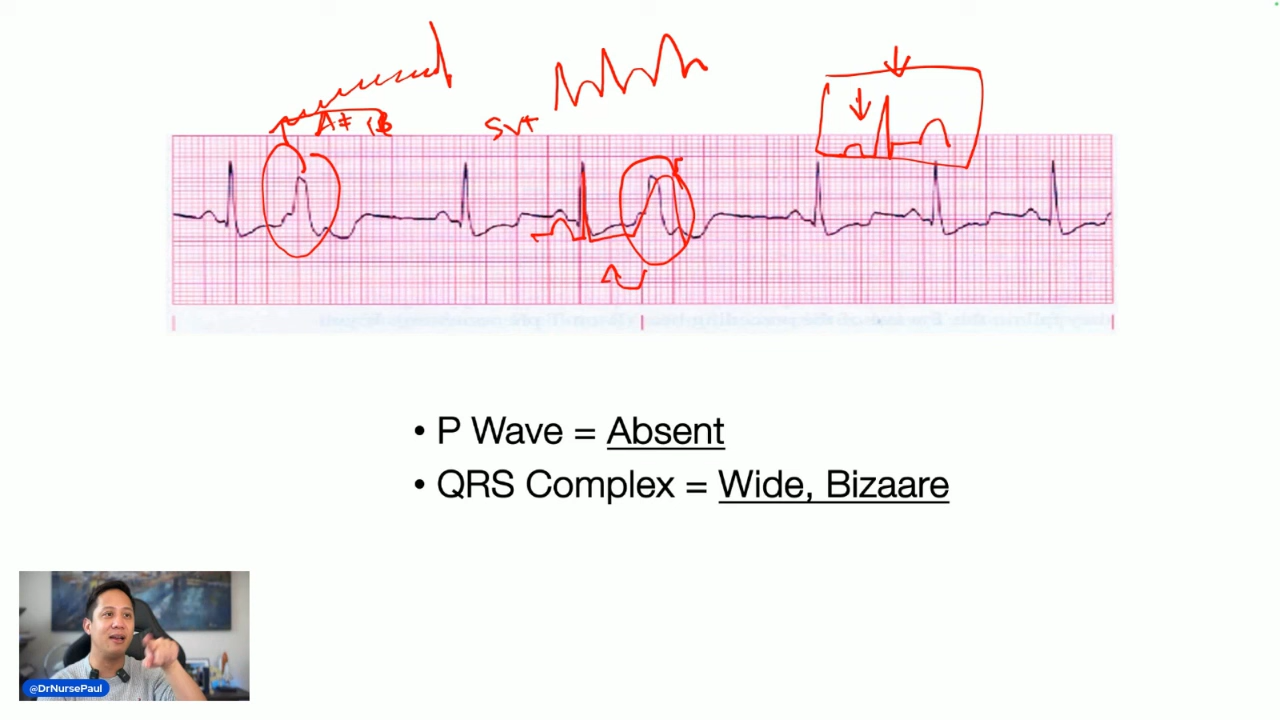 SVT
• P Wave = Absent
• QRS Complex = Wide, Bizaare
@DrNursePaul